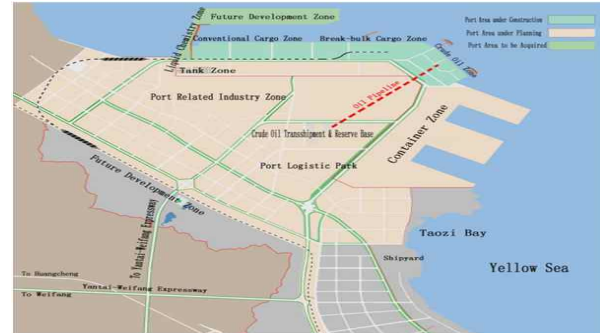 Future Development Zone
Port Area under Construction
Port Area under Planning
Port Area to be Acquired
Liquid Chemistry Zone
Conventional Cargo Zone
Break-bulk Cargo Zone
Crude Oil Zone
Tank Zone
Port Related Industry Zone
Oil Pipeline
Crude Oil Transshipment & Reserve Base
Container Zone
Port Logistic Park
Future Development Zone
To Yantai-Weifang Expressway
Taozi Bay
Shipyard
Yellow Sea
To Huangcheng
Yantai-Weifang Expressway
To Weifang